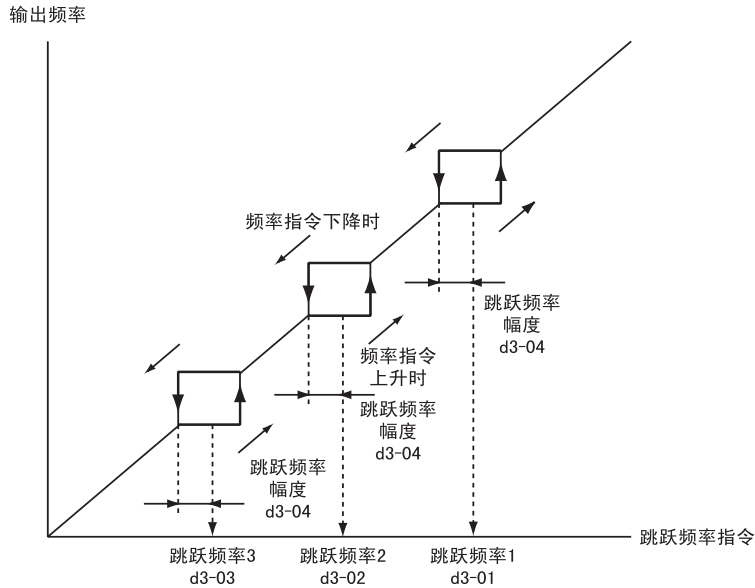 输出频率
频率指令下降时
跳跃频率
幅度
d3-04
频率指令
上升时
跳跃频率
幅度
d3-04
跳跃频率
幅度
d3-04
跳跃频率指令
跳跃频率3
d3-03
跳跃频率2
d3-02
跳跃频率1
d3-01